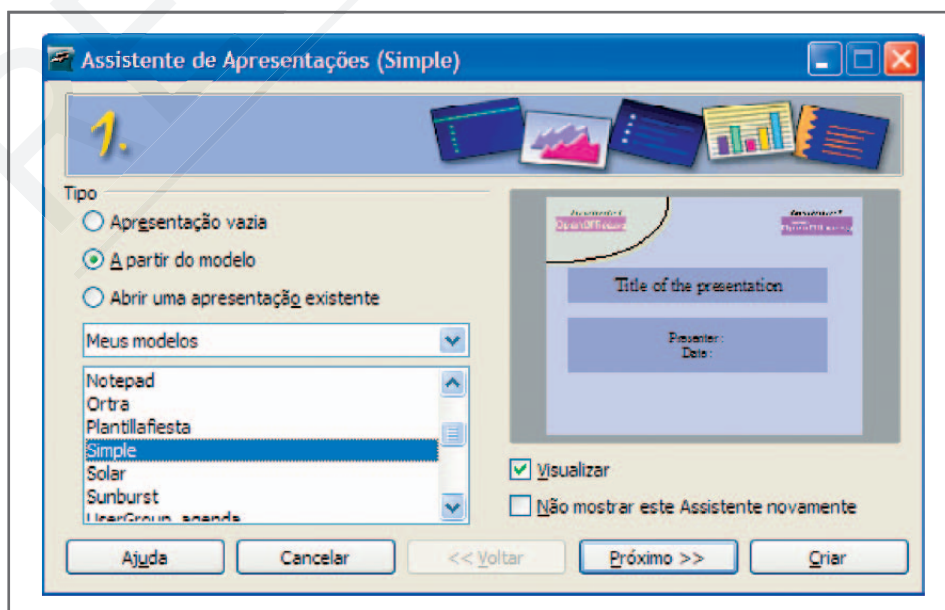 Assistente de Apresentações (Simple)
1.
Tipo
Apresentação vazia
A partir do modelo
Abrir uma apresentação existente
Meus modelos
Notepad
Ortra
Plantillafiesta
Simple
Solar
Sunburst
UserGroup_agenda
Title of the presentation
Presenter :
Date :
Visualizar
Não mostrar este Assistente novamente
Ajuda
Cancelar
<< Voltar
Próximo >>
Criar